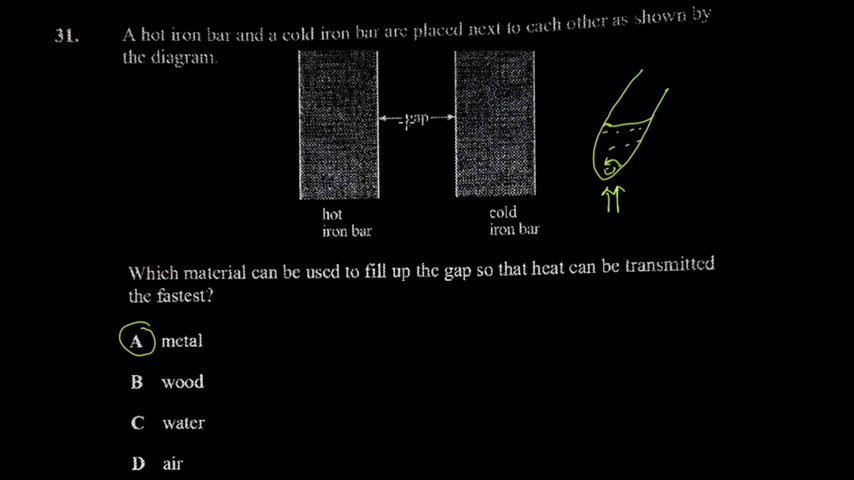 31. A hot iron bar and a cold iron bar are placed next to each other as shown by
the diagram.
gap
hot
iron bar
cold
iron bar
Which material can be used to fill up the gap so that heat can be transmitted
the fastest?
A metal
B wood
C water
D air